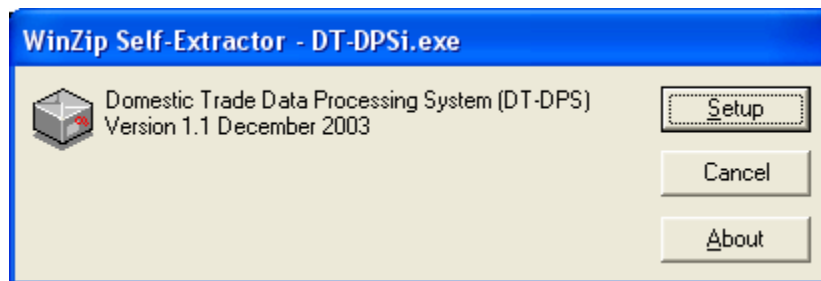 WinZip Self-Extractor - DT-DPSi.exe
Domestic Trade Data Processing System (DT-DPS)
Version 1.1 December 2003
Setup
Cancel
About